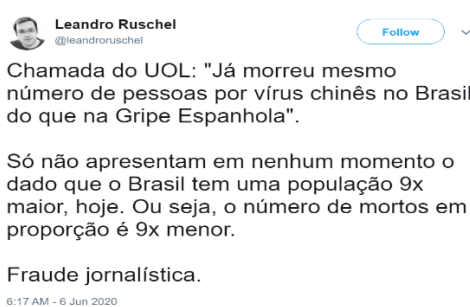 Leandro Ruschel
@leandroruschel
Follow
Chamada do UOL: "Já morreu mesmo
número de pessoas por vírus chinês no Brasil
do que na Gripe Espanhola".
Só não apresentam em nenhum momento o
dado que o Brasil tem uma população 9x
maior, hoje. Ou seja, o número de mortos em
proporção é 9x menor.
Fraude jornalística.
6:17 AM - 6 Jun 2020